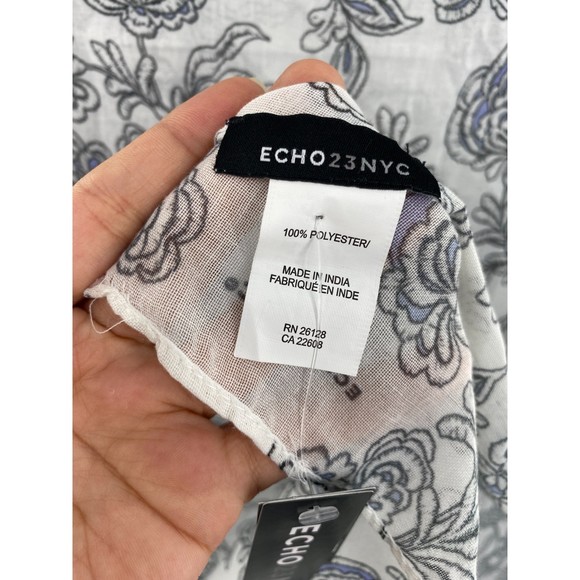 ECHO23NYC
100% POLYESTER/
MADE IN INDIA
FABRIQUÉ EN INDE
RN 26128
CA 22608
ECHO